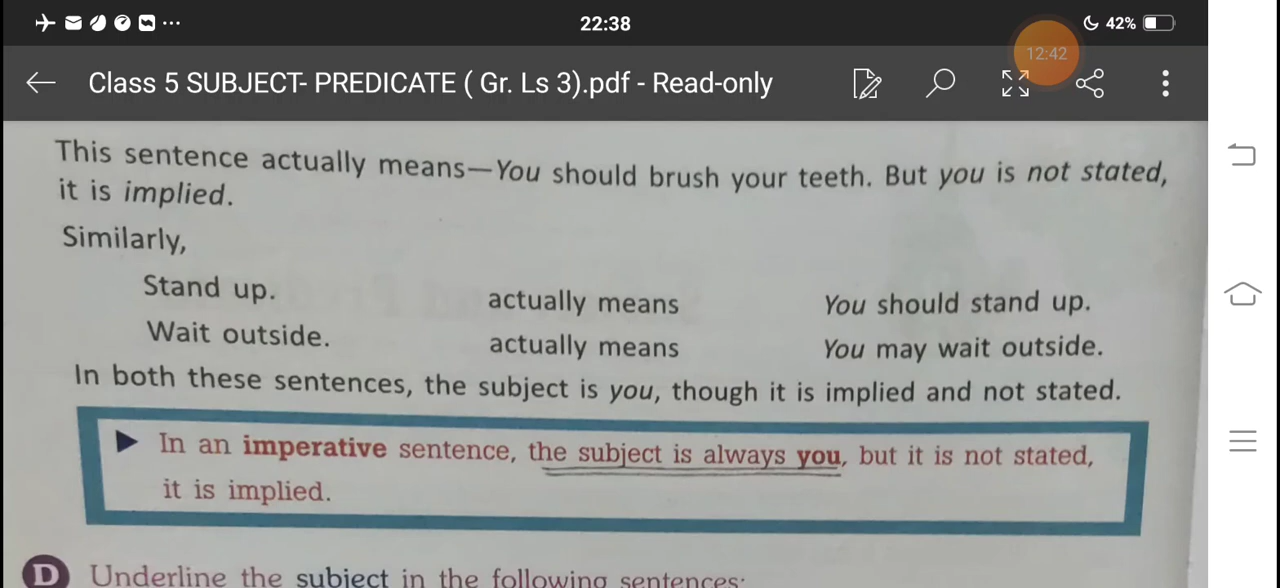 22:38
42%
12:42
Class 5 SUBJECT- PREDICATE ( Gr. Ls 3).pdf - Read-only
This sentence actually means—You should brush your teeth. But you is not stated,
it is implied.
Similarly,
Stand up. actually means You should stand up.
Wait outside. actually means You may wait outside.
In both these sentences, the subject is you, though it is implied and not stated.
▶ In an imperative sentence, the subject is always you, but it is not stated,
it is implied.
D Underline the subject in the following sentences: